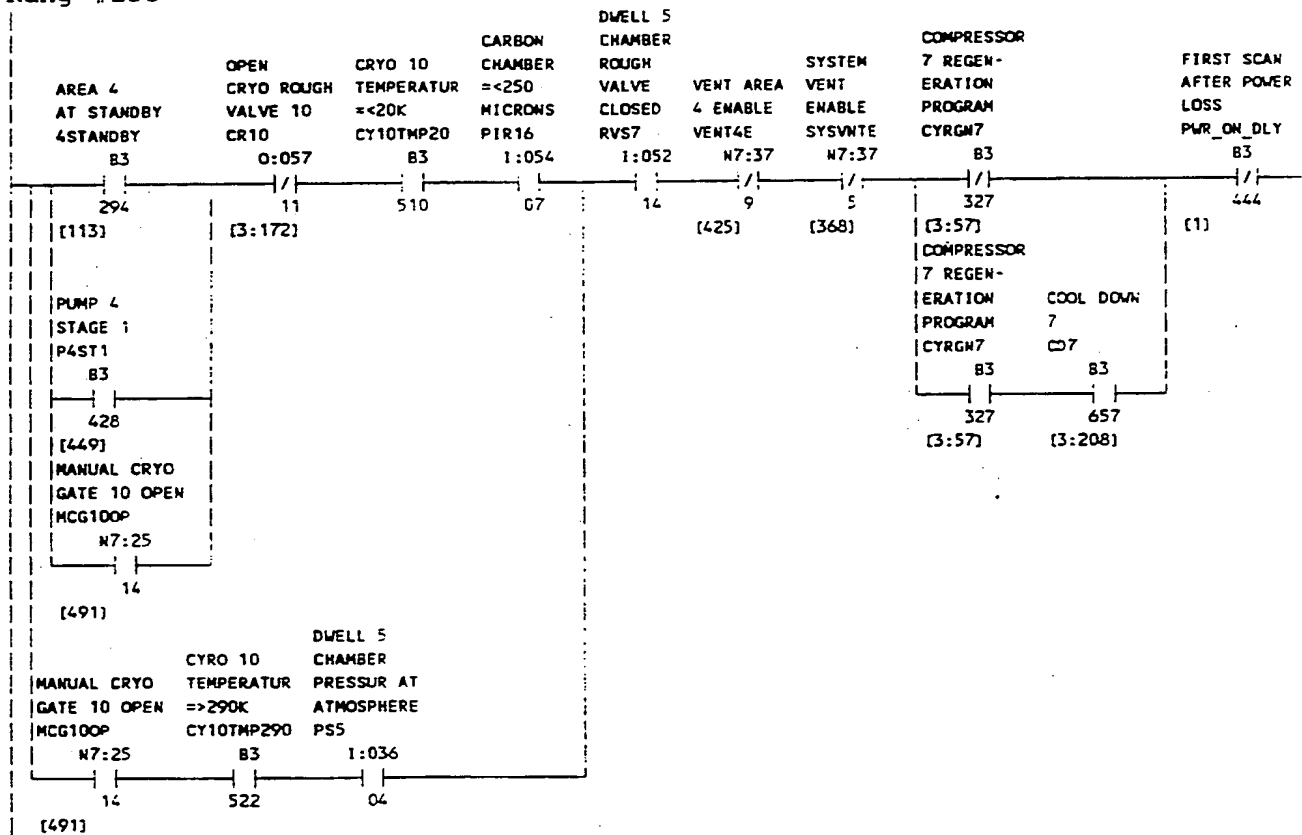 DWELL 5
CARBON CHAMBER COMPRESSOR
OPEN CRYO 10 CHAMBER ROUGH SYSTEM 7 REGEN- FIRST SCAN
AREA 4 CRYO ROUGH TEMPERATUR =<250 VALVE VENT AREA VENT ERATION AFTER POWER
AT STANDBY VALVE 10 =<20K MICRONS CLOSED 4 ENABLE ENABLE PROGRAM LOSS
4STANDBY CR10 CY10TMP20 PIR16 RVS7 VENT4E SYSVNTE CYRGN7 PWR_ON_DLY
B3 O:057 B3 I:054 I:052 N7:37 N7:37 B3 B3
294 11 510 07 14 9 5 327 444
[113] [3:172] [425] [368] [3:57] [1]
COMPRESSOR
7 REGEN-
PUMP 4 ERATION COOL DOWN
STAGE 1 PROGRAM 7
P4ST1 CYRGN7 CD7
B3 B3 B3
428 327 657
[449] [3:57] [3:208]
MANUAL CRYO
GATE 10 OPEN
MCG10OP
N7:25
14
[491]
DWELL 5
CYRO 10 CHAMBER
MANUAL CRYO TEMPERATUR PRESSUR AT
GATE 10 OPEN =>290K ATMOSPHERE
MCG10OP CY10TMP290 PS5
N7:25 B3 I:036
14 522 04
[491]